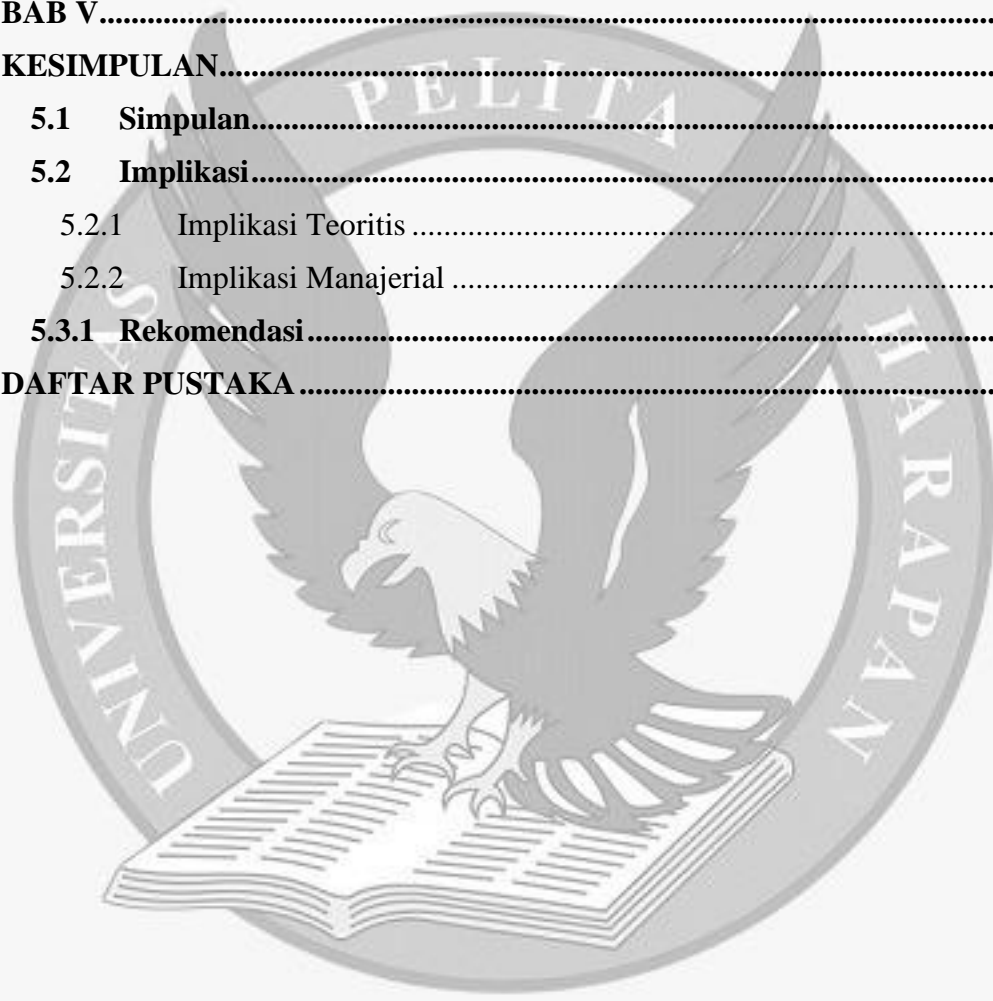 BAB V..........................................................................................
KESIMPULAN..........................................................................................
5.1 Simpulan..........................................................................................
5.2 Implikasi..........................................................................................
5.2.1 Implikasi Teoritis ..........................................................................................
5.2.2 Implikasi Manajerial ..........................................................................................
5.3.1 Rekomendasi..........................................................................................
DAFTAR PUSTAKA ..........................................................................................
UNIVERSITAS PELITA HARAPAN